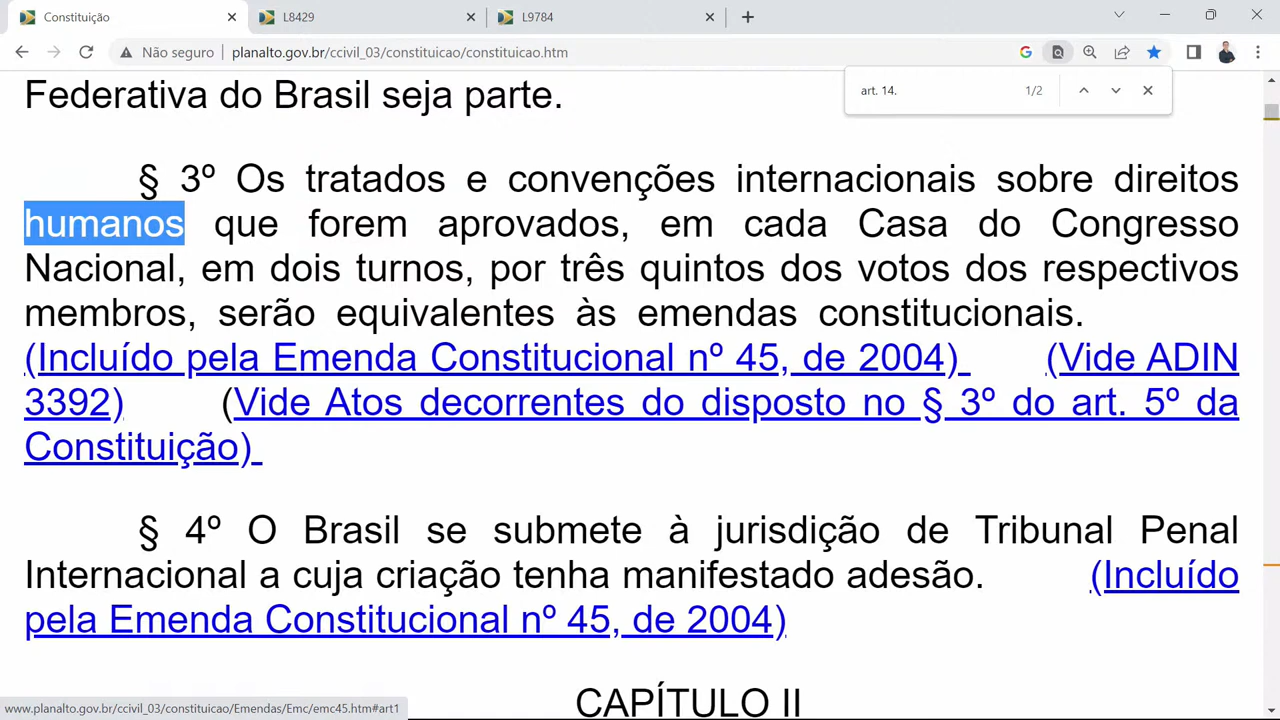 Constituição
L8429
L9784
Não seguro
planalto.gov.br/ccivil_03/constituicao/constituicao.htm
art. 14.
1/2
Federativa do Brasil seja parte.
§ 3º Os tratados e convenções internacionais sobre direitos
humanos que forem aprovados, em cada Casa do Congresso
Nacional, em dois turnos, por três quintos dos votos dos respectivos
membros, serão equivalentes às emendas constitucionais.
(Incluído pela Emenda Constitucional nº 45, de 2004) (Vide ADIN
3392) (Vide Atos decorrentes do disposto no § 3º do art. 5º da
Constituição)
§ 4º O Brasil se submete à jurisdição de Tribunal Penal
Internacional a cuja criação tenha manifestado adesão. (Incluído
pela Emenda Constitucional nº 45, de 2004)
CAPÍTULO II
www.planalto.gov.br/ccivil_03/constituicao/Emendas/Emc/emc45.htm#art1